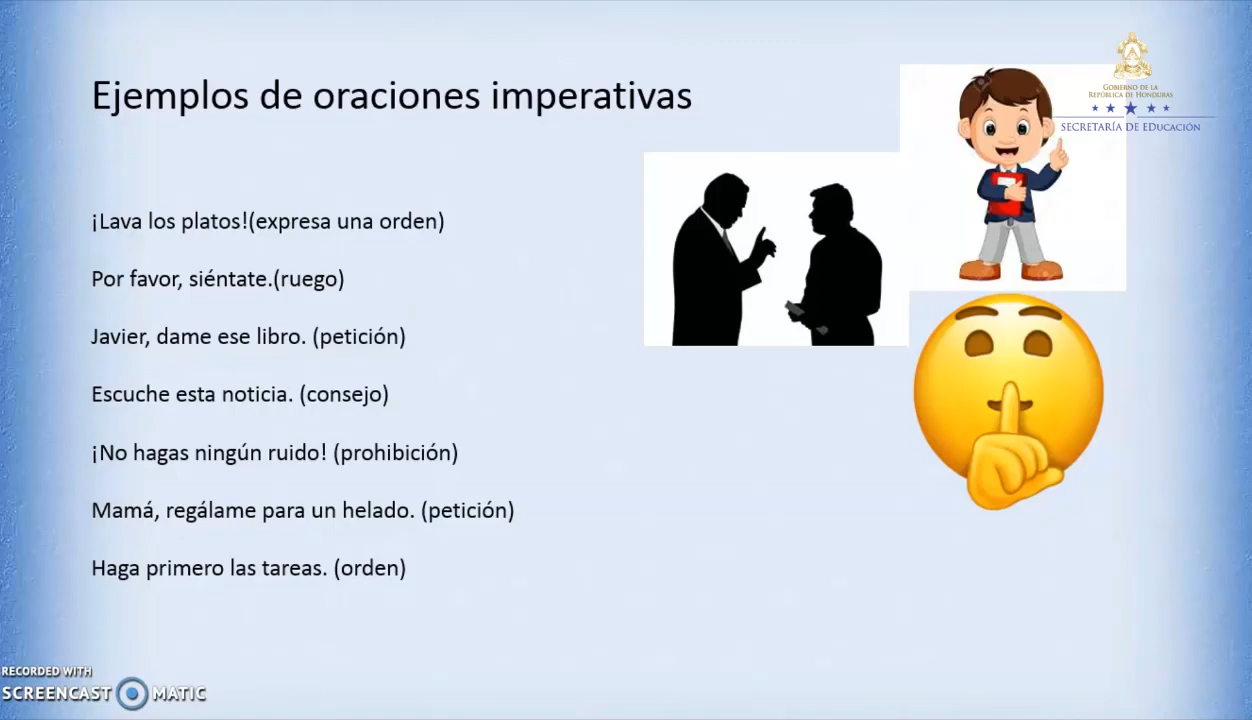 Ejemplos de oraciones imperativas
GOBIERNO DE LA
REPÚBLICA DE HONDURAS
SECRETARÍA DE EDUCACIÓN
¡Lava los platos!(expresa una orden)
Por favor, siéntate.(ruego)
Javier, dame ese libro. (petición)
Escuche esta noticia. (consejo)
¡No hagas ningún ruido! (prohibición)
Mamá, regálame para un helado. (petición)
Haga primero las tareas. (orden)
RECORDED WITH
SCREENCAST MATIC